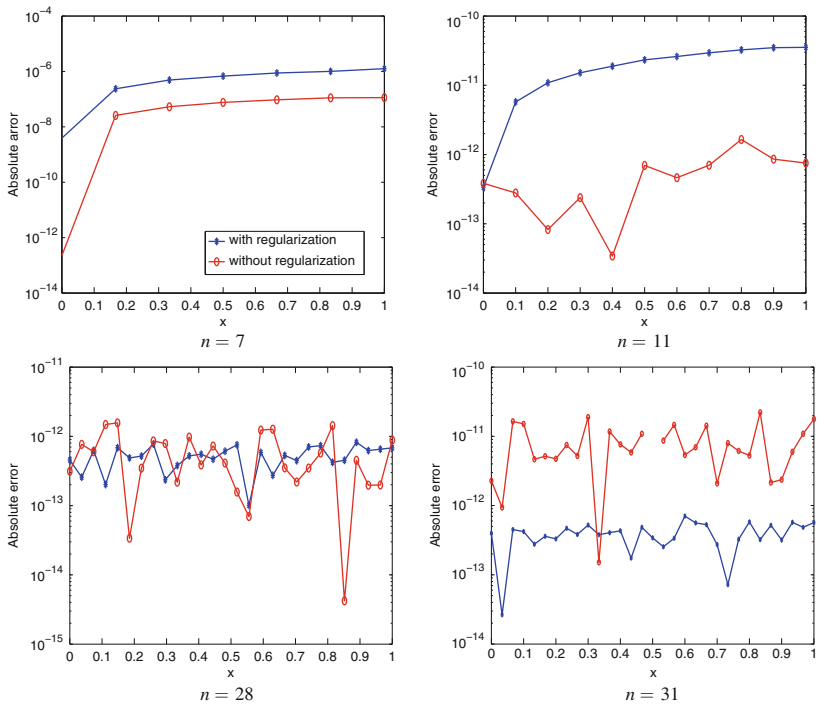 10⁻⁴
10⁻⁶
10⁻⁸
10⁻¹⁰
10⁻¹²
10⁻¹⁴
Absolute arror
with regularization
without regularization
0 0.1 0.2 0.3 0.4 0.5 0.6 0.7 0.8 0.9 1
x
n = 7
10⁻¹⁰
10⁻¹¹
10⁻¹²
10⁻¹³
10⁻¹⁴
Absolute error
0 0.1 0.2 0.3 0.4 0.5 0.6 0.7 0.8 0.9 1
x
n = 11
10⁻¹¹
10⁻¹²
10⁻¹³
10⁻¹⁴
10⁻¹⁵
Absolute error
0 0.1 0.2 0.3 0.4 0.5 0.6 0.7 0.8 0.9 1
x
n = 28
10⁻¹⁰
10⁻¹¹
10⁻¹²
10⁻¹³
10⁻¹⁴
Absolute error
0 0.1 0.2 0.3 0.4 0.5 0.6 0.7 0.8 0.9 1
x
n = 31